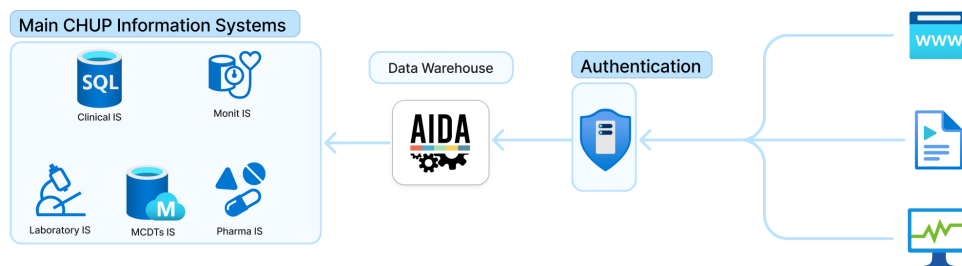 Main CHUP Information Systems
SQL
Clinical IS
Monit IS
Laboratory IS
M
MCDTs IS
Pharma IS
Data Warehouse
AIDA
Authentication
WWW